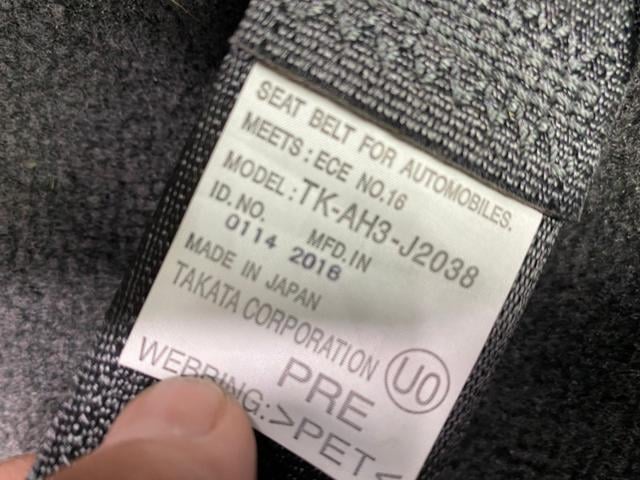 SEAT BELT FOR AUTOMOBILES.
MEETS : ECE NO.16
MODEL : TK-AH3-J2038
ID.NO. MFD.IN
0114 2016
MADE IN JAPAN
TAKATA CORPORATION U0
PRE
WEBBING: >PET<